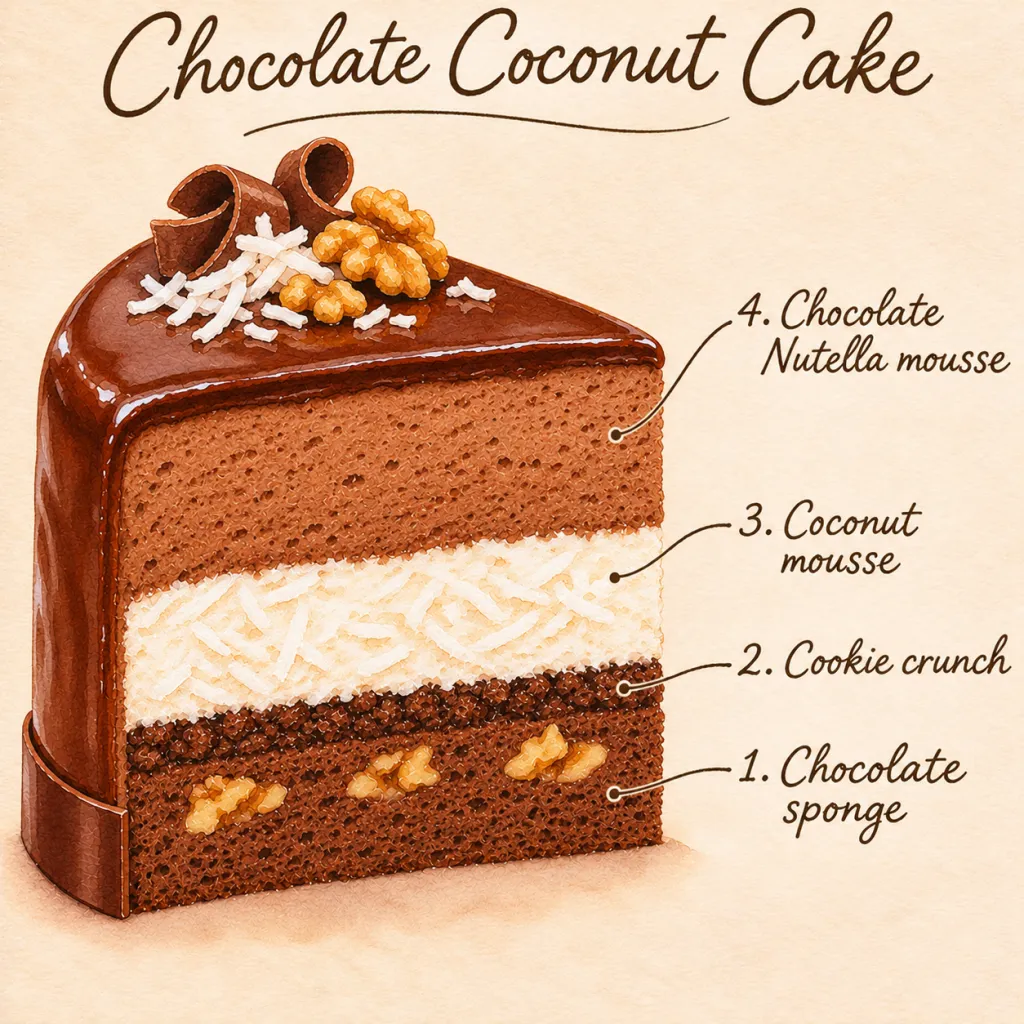 Chocolate Coconut Cake
4. Chocolate
Nutella mousse
3. Coconut
mousse
2. Cookie crunch
1. Chocolate
sponge